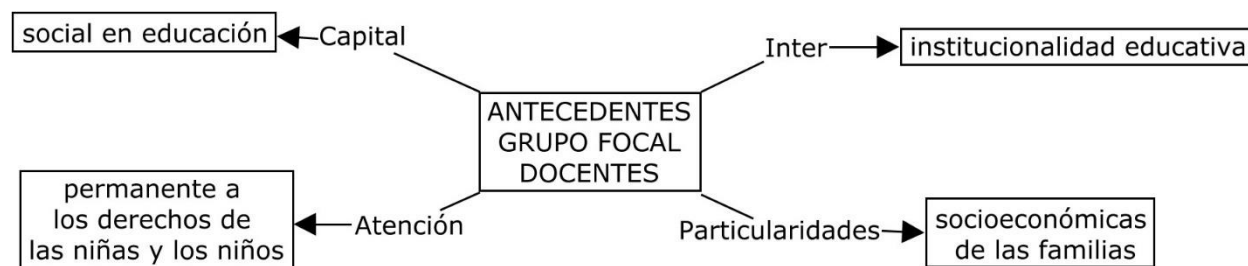 social en educación
Capital
Inter
institucionalidad educativa
ANTECEDENTES
GRUPO FOCAL
DOCENTES
permanente a
los derechos de
las niñas y los niños
Atención
Particularidades
socioeconómicas
de las familias